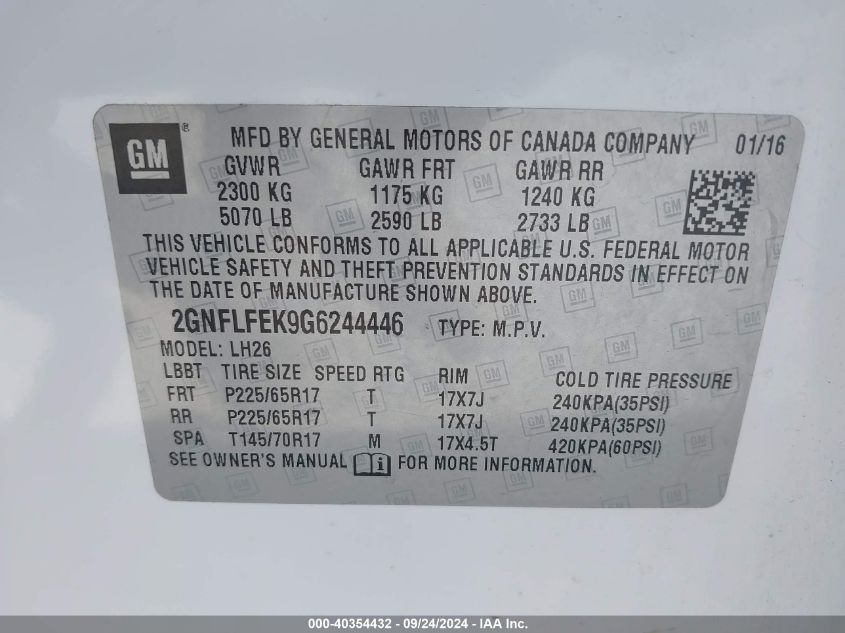 GM ® MFD BY GENERAL MOTORS OF CANADA COMPANY 01/16
GVWR GAWR FRT GAWR RR
2300 KG 1175 KG 1240 KG
5070 LB 2590 LB 2733 LB
THIS VEHICLE CONFORMS TO ALL APPLICABLE U.S. FEDERAL MOTOR
VEHICLE SAFETY AND THEFT PREVENTION STANDARDS IN EFFECT ON
THE DATE OF MANUFACTURE SHOWN ABOVE.
2GNFLFEK9G6244446 TYPE: M.P.V.
MODEL: LH26
LBBT TIRE SIZE SPEED RTG RIM COLD TIRE PRESSURE
FRT P225/65R17 T 17X7J 240KPA(35PSI)
RR P225/65R17 T 17X7J 240KPA(35PSI)
SPA T145/70R17 M 17X4.5T 420KPA(60PSI)
SEE OWNER'S MANUAL i FOR MORE INFORMATION.
000-40354432 - 09/24/2024 - IAA Inc.